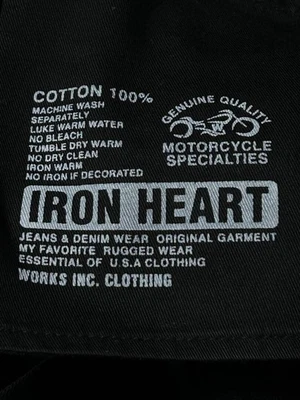 COTTON 100%
MACHINE WASH
SEPARATELY
LUKE WARM WATER
NO BLEACH
TUMBLE DRY WARM
NO DRY CLEAN
IRON WARM
NO IRON IF DECORATED
GENUINE QUALITY
W
MOTORCYCLE
SPECIALTIES
IRON HEART
JEANS & DENIM WEAR ORIGINAL GARMENT
MY FAVORITE RUGGED WEAR
ESSENTIAL OF U.S.A CLOTHING
WORKS INC. CLOTHING